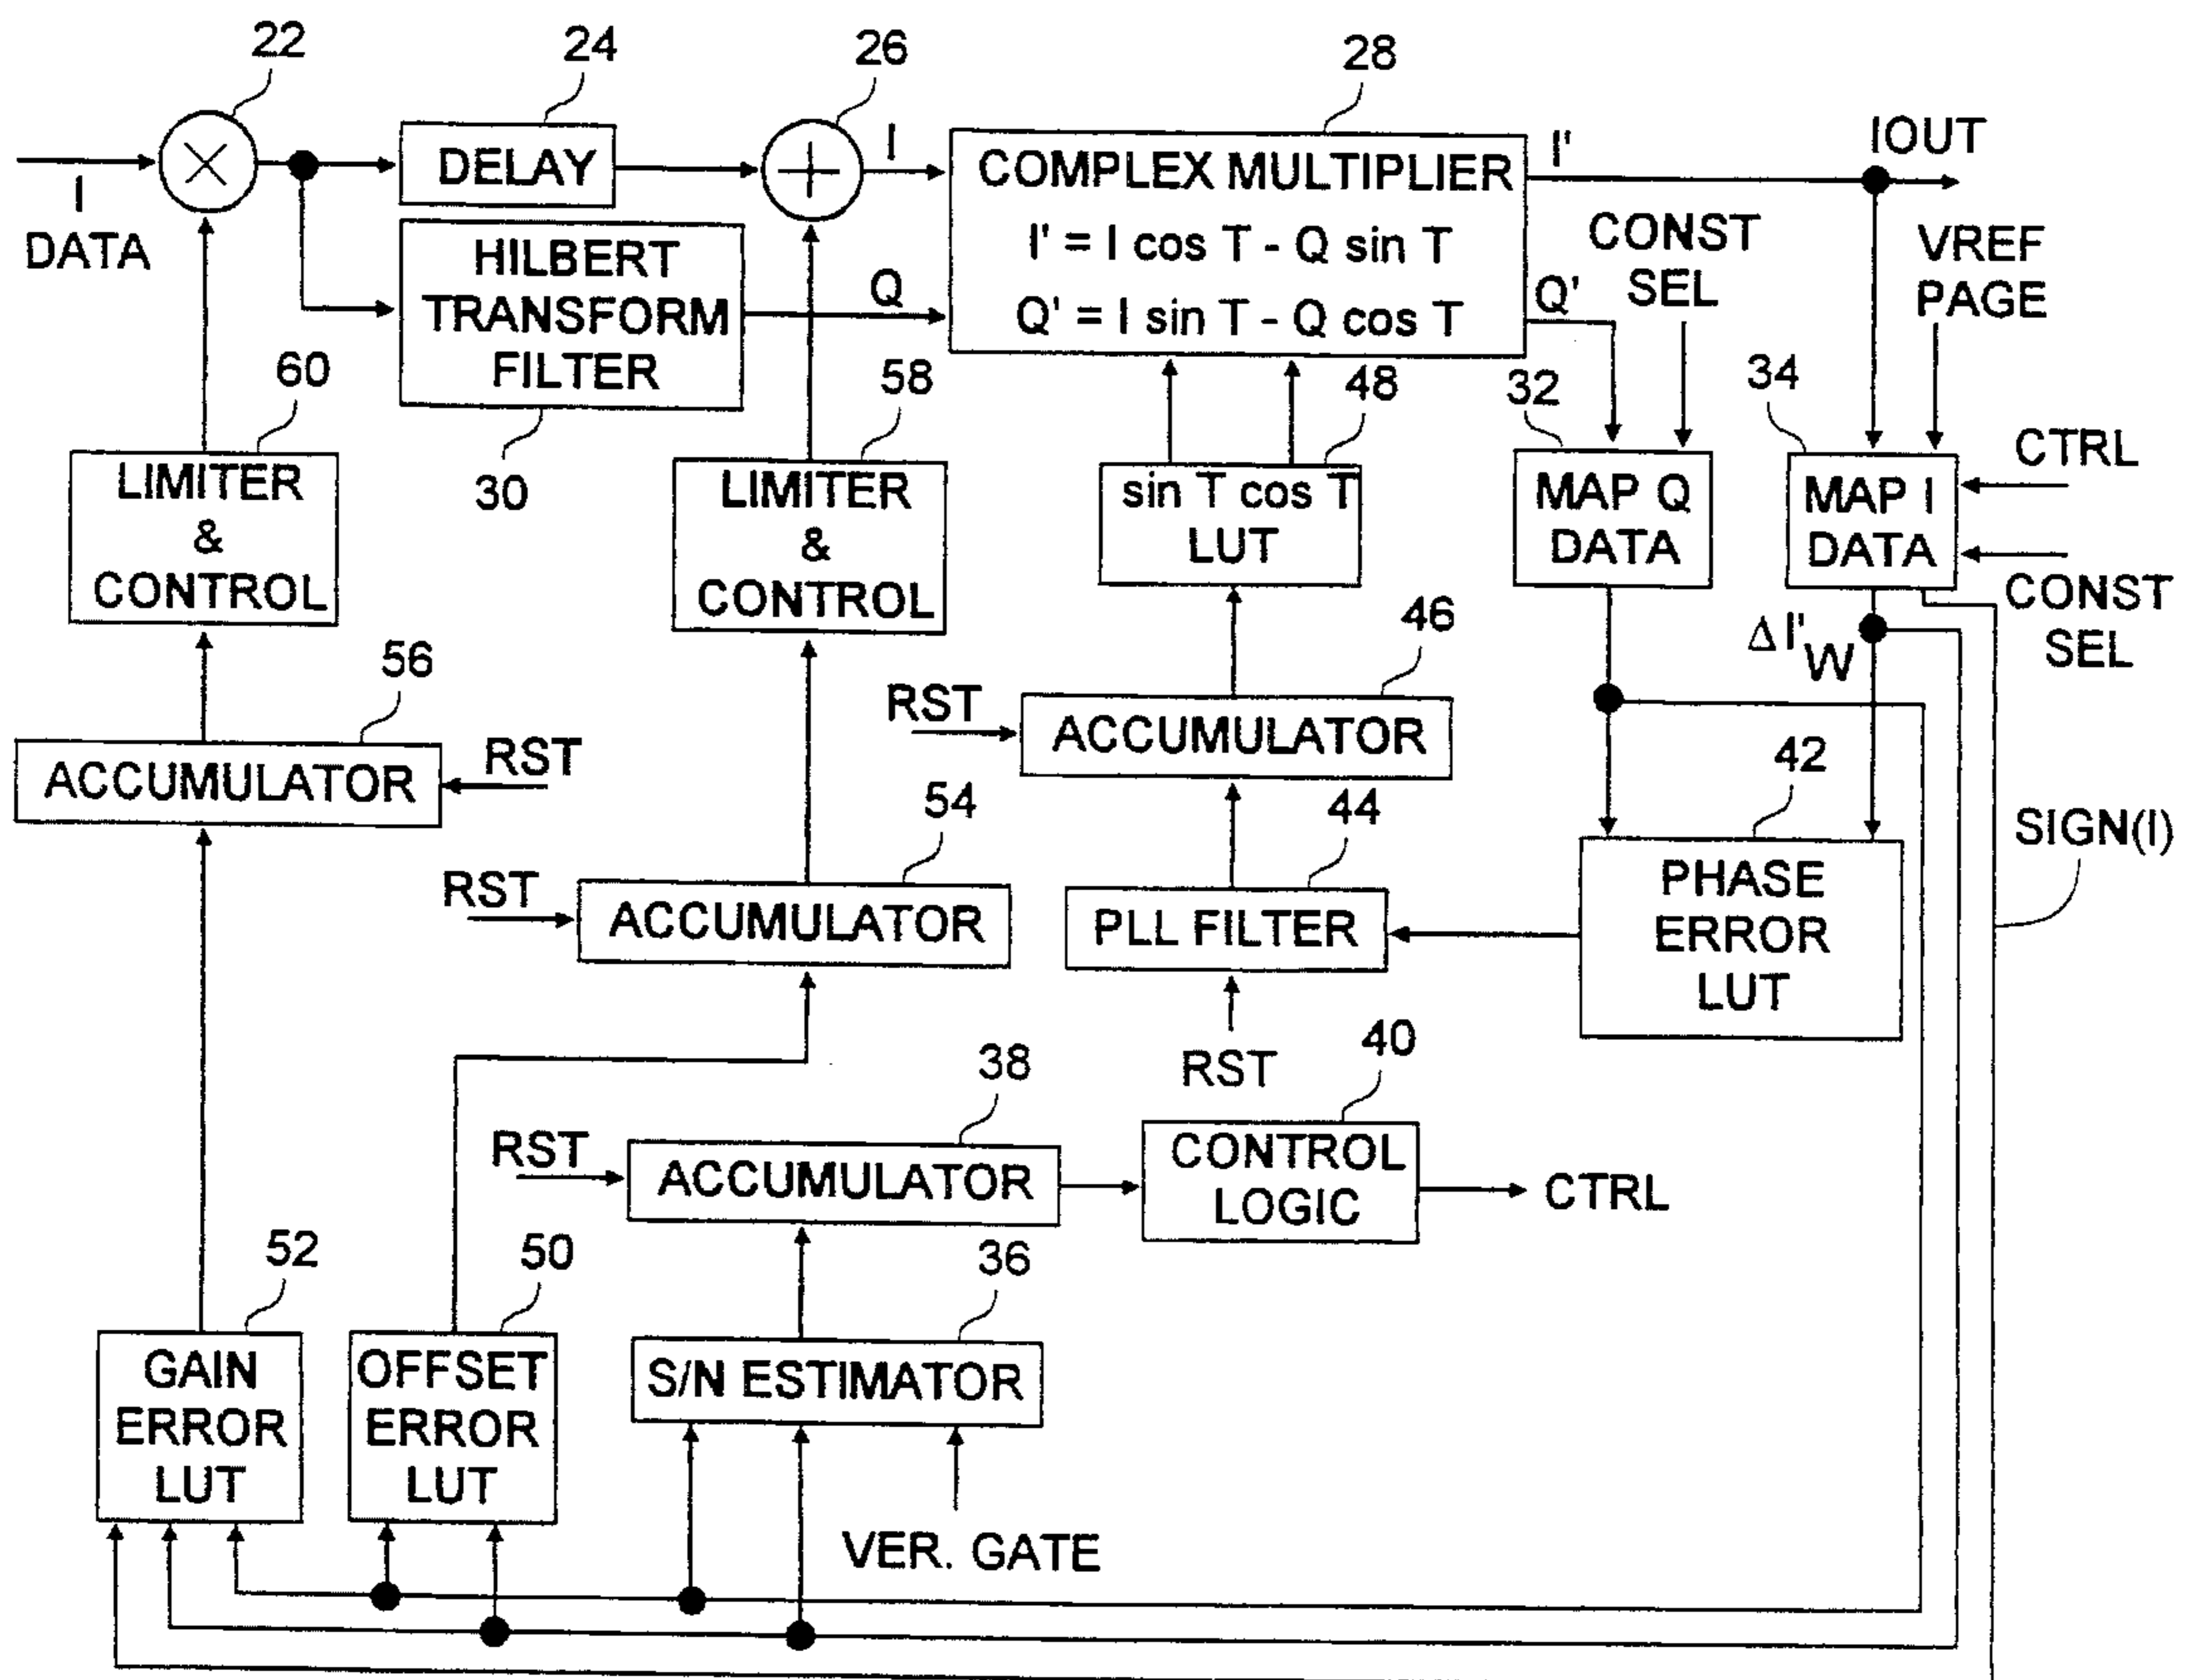 22
24
26
28
I
DATA
DELAY
I
COMPLEX MULTIPLIER
I' = I cos T - Q sin T
Q' = I sin T - Q cos T
I'
IOUT
Q'
CONST
SEL
VREF
PAGE
HILBERT
TRANSFORM
FILTER
Q
30
60
58
48
32
34
LIMITER
&
CONTROL
LIMITER
&
CONTROL
sin T cos T
LUT
MAP Q
DATA
MAP I
DATA
CTRL
CONST
SEL
Δ I'W
56
46
RST
ACCUMULATOR
ACCUMULATOR
RST
42
54
44
SIGN(I)
RST
ACCUMULATOR
PLL FILTER
PHASE
ERROR
LUT
RST
38
40
RST
ACCUMULATOR
CONTROL
LOGIC
CTRL
52
50
36
GAIN
ERROR
LUT
OFFSET
ERROR
LUT
S/N ESTIMATOR
VER. GATE